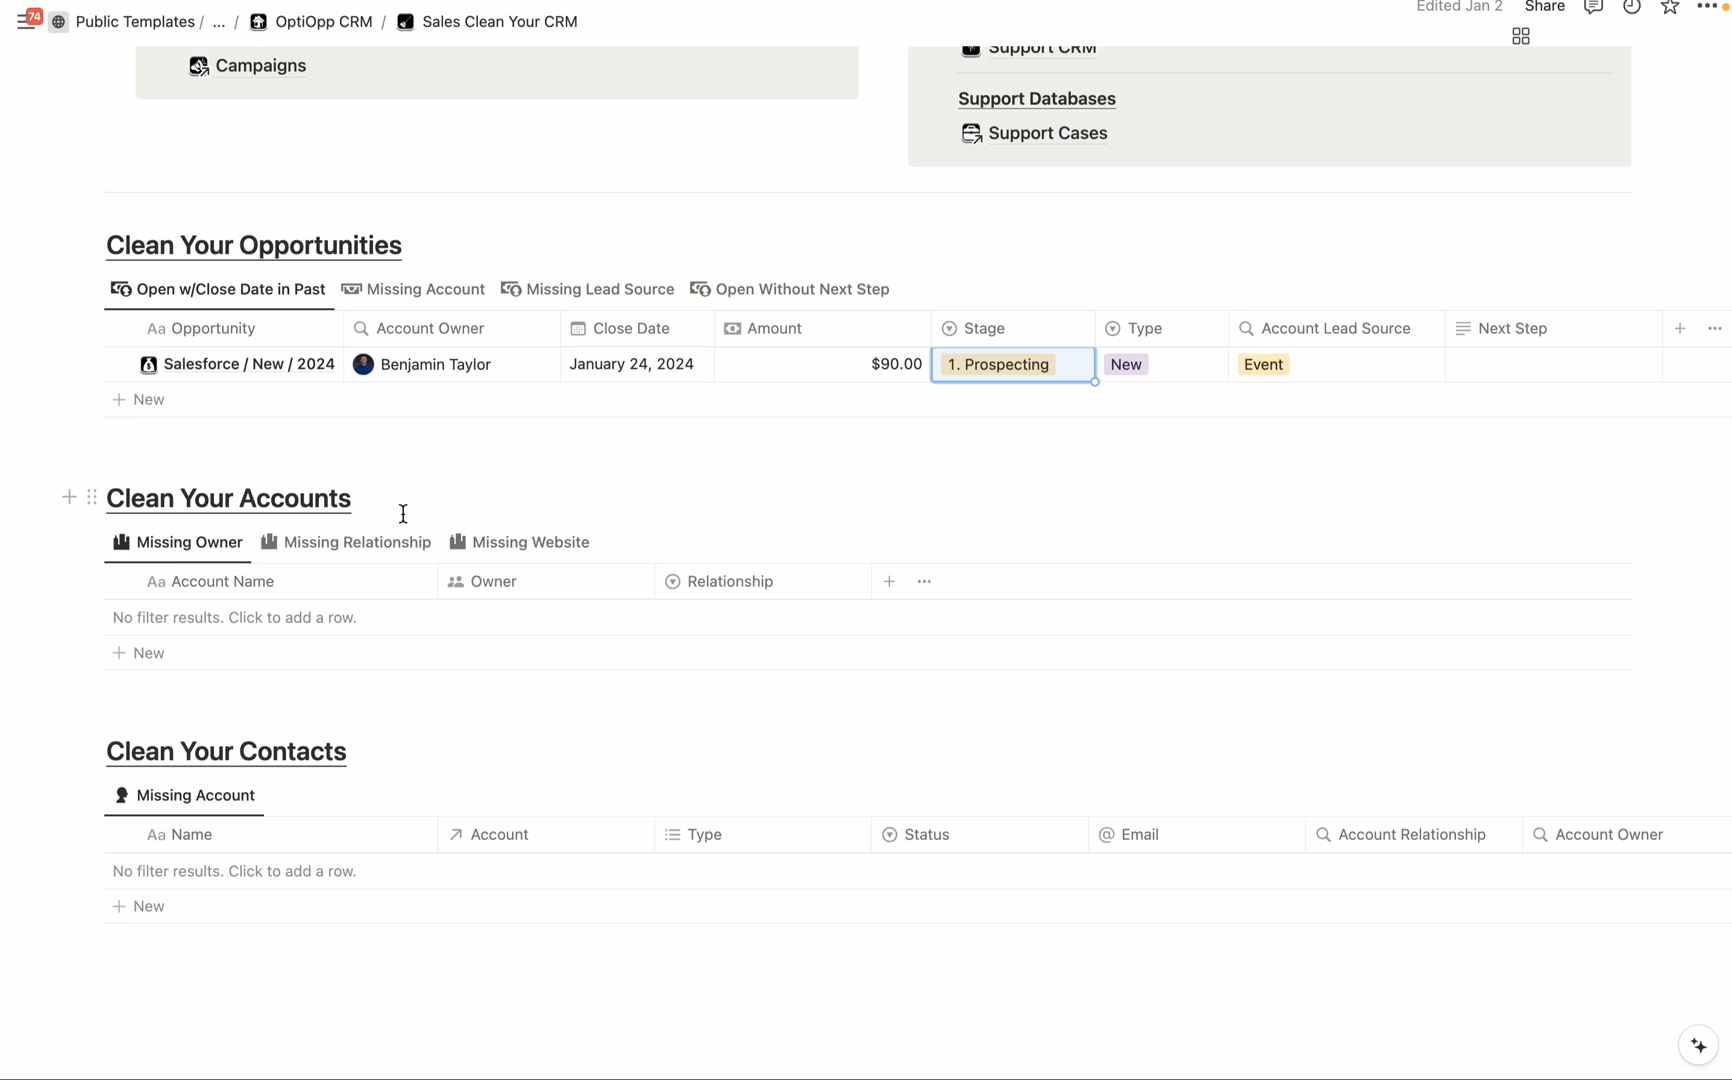 74 Public Templates / ... / OptiOpp CRM / Sales Clean Your CRM Edited Jan 2 Share
Campaigns
Support CRM
Support Databases
Support Cases
Clean Your Opportunities
Open w/Close Date in Past Missing Account Missing Lead Source Open Without Next Step
Aa Opportunity Account Owner Close Date Amount Stage Type Account Lead Source Next Step
Salesforce / New / 2024 Benjamin Taylor January 24, 2024 $90.00 1. Prospecting New Event
+ New
Clean Your Accounts
Missing Owner Missing Relationship Missing Website
Aa Account Name Owner Relationship
No filter results. Click to add a row.
+ New
Clean Your Contacts
Missing Account
Aa Name Account Type Status @ Email Account Relationship Account Owner
No filter results. Click to add a row.
+ New